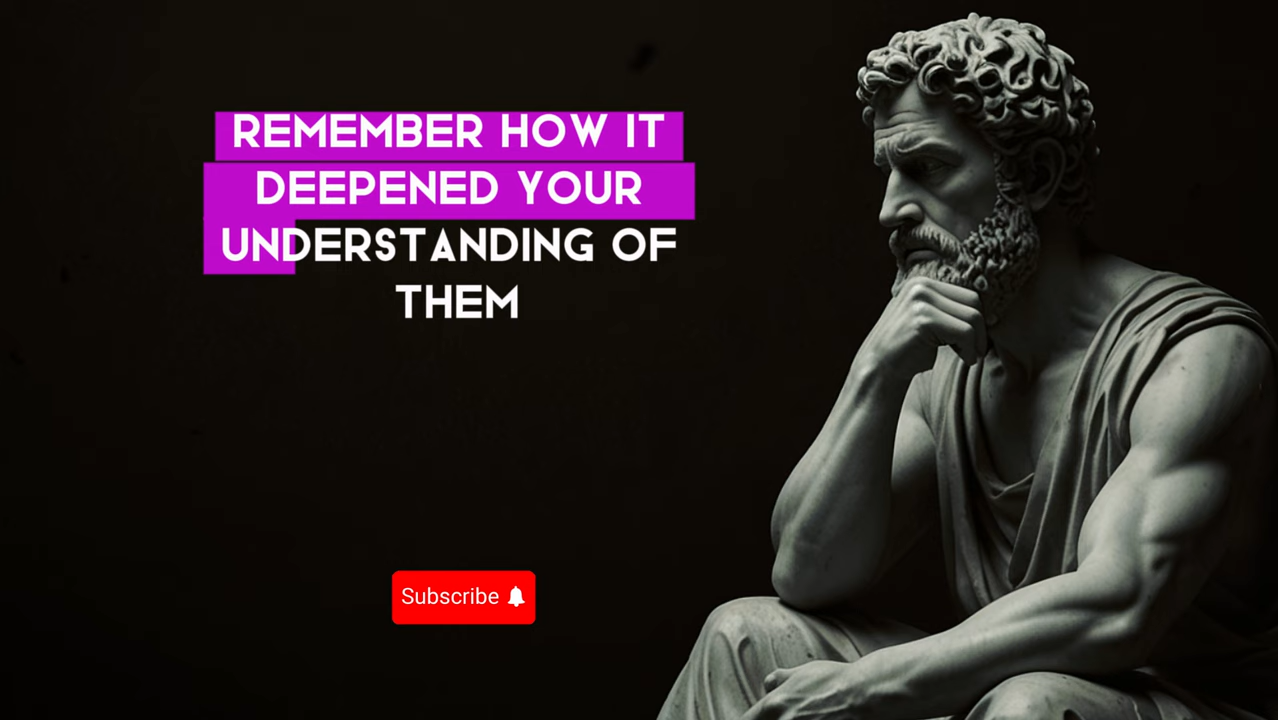 REMEMBER HOW IT
DEEPENED YOUR
UNDERSTANDING OF
THEM
Subscribe